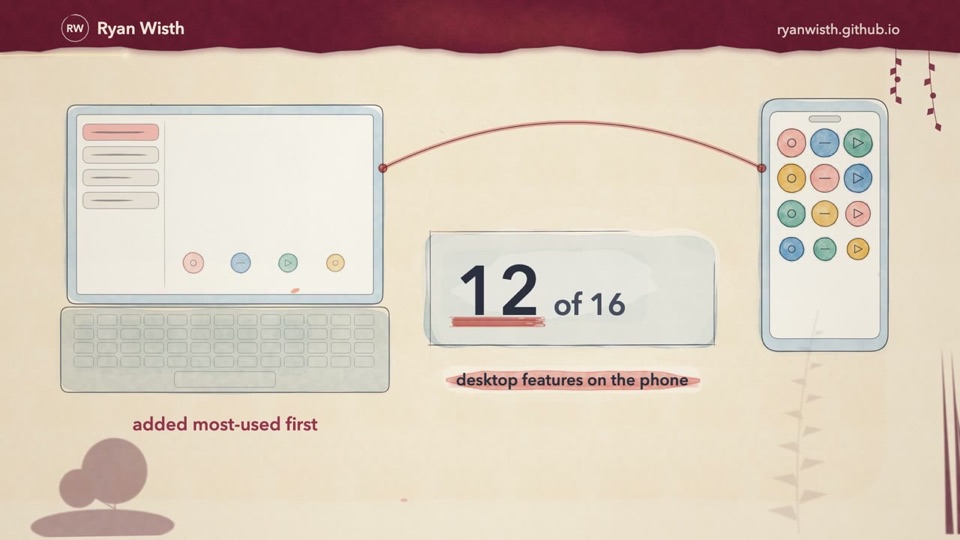 RW Ryan Wisth
ryanwisth.github.io
12 of 16
desktop features on the phone
added most-used first